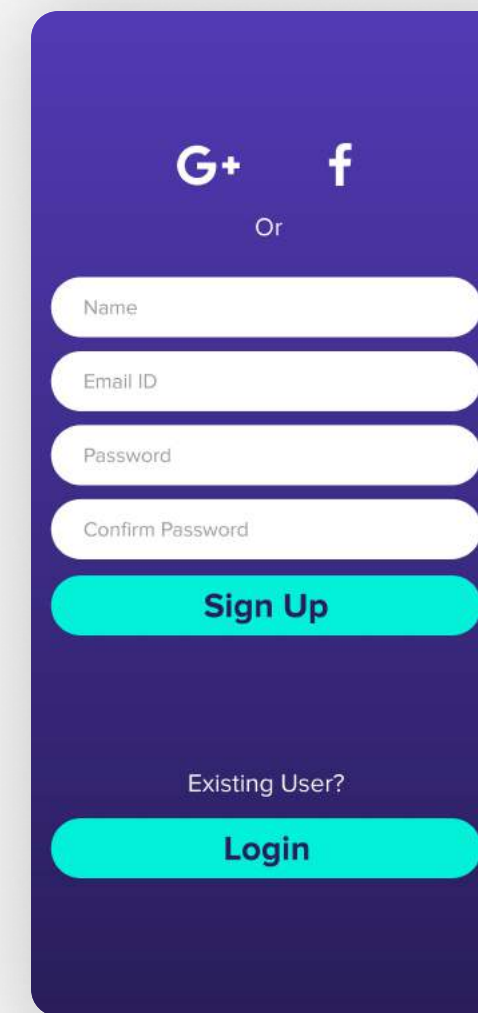 G+ f
Or
Name
Email ID
Password
Confirm Password
Sign Up
Existing User?
Login